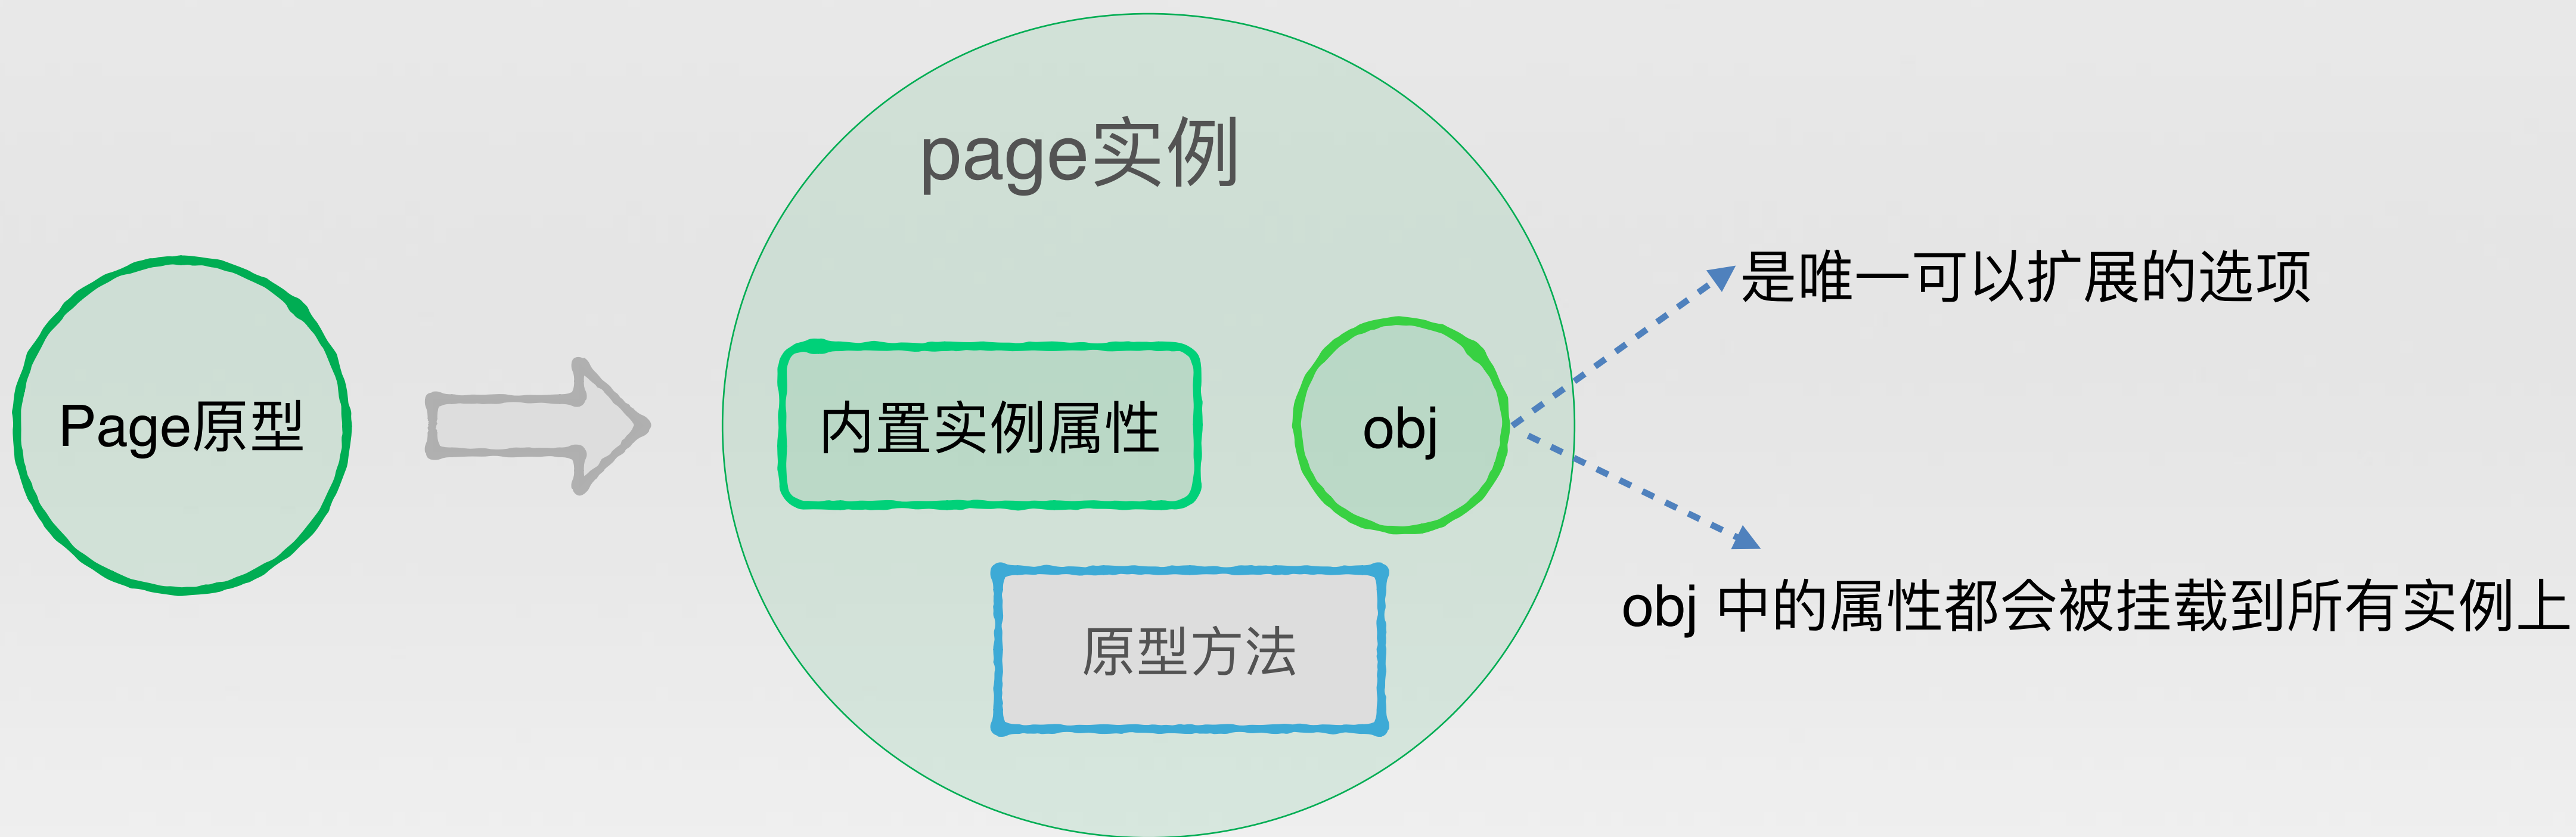 page实例
是唯一可以扩展的选项
Page原型
内置实例属性
obj
obj 中的属性都会被挂载到所有实例上
原型方法